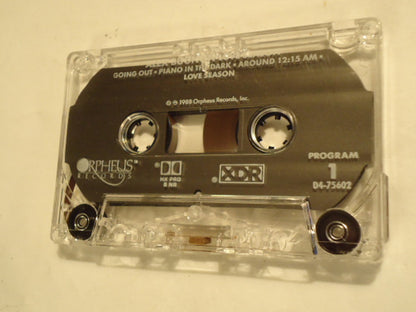 GOING OUT • PIANO IN THE DARK • AROUND 12:15 AM •
LOVE SEASON
© ℗ 1988 Orpheus Records, Inc.
ORPHEUS
RECORDS
HX PRO
B NR
XDR
PROGRAM
1
D4-75602